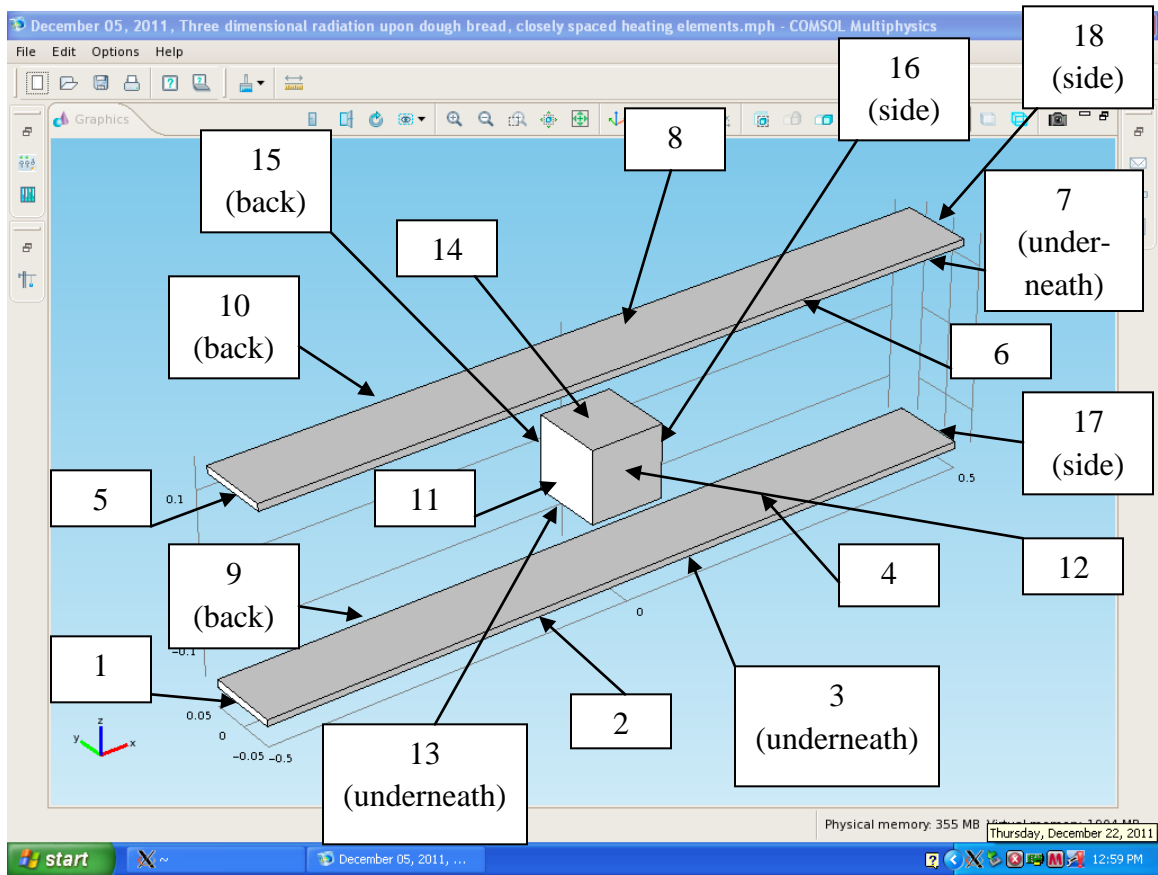 December 05, 2011, Three dimensional radiation upon dough bread, closely spaced heating elements.mph - COMSOL Multiphysics
File Edit Options Help
Graphics
18
(side)
16
(side)
8
15
(back)
7
(under-
neath)
14
10
(back)
6
17
(side)
5
0.1
11
0.5
12
4
9
(back)
0
-0.1
1
3
(underneath)
2
0.05
0
-0.05 -0.5
13
(underneath)
z
y
x
Physical memory: 355 MB
Thursday, December 22, 2011
start
X ~
December 05, 2011, ...
12:59 PM